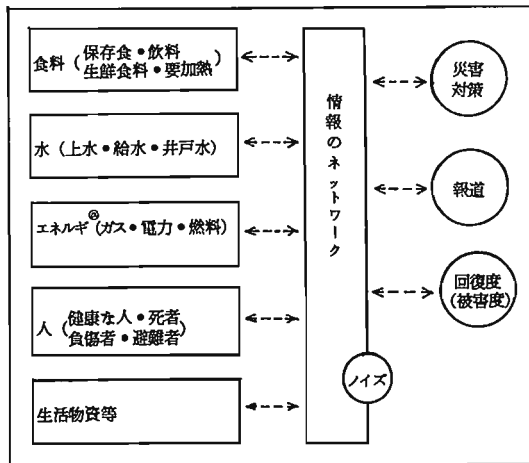 食料（保存食・飲料
生鮮食料・要加熱）
水（上水・給水・井戸水）
エネルギ（ガス・電力・燃料）
人（健康な人・死者
負傷者・避難者）
生活物資等
情報のネットワーク
ノイズ
災害
対策
報道
回復度
（被害度）